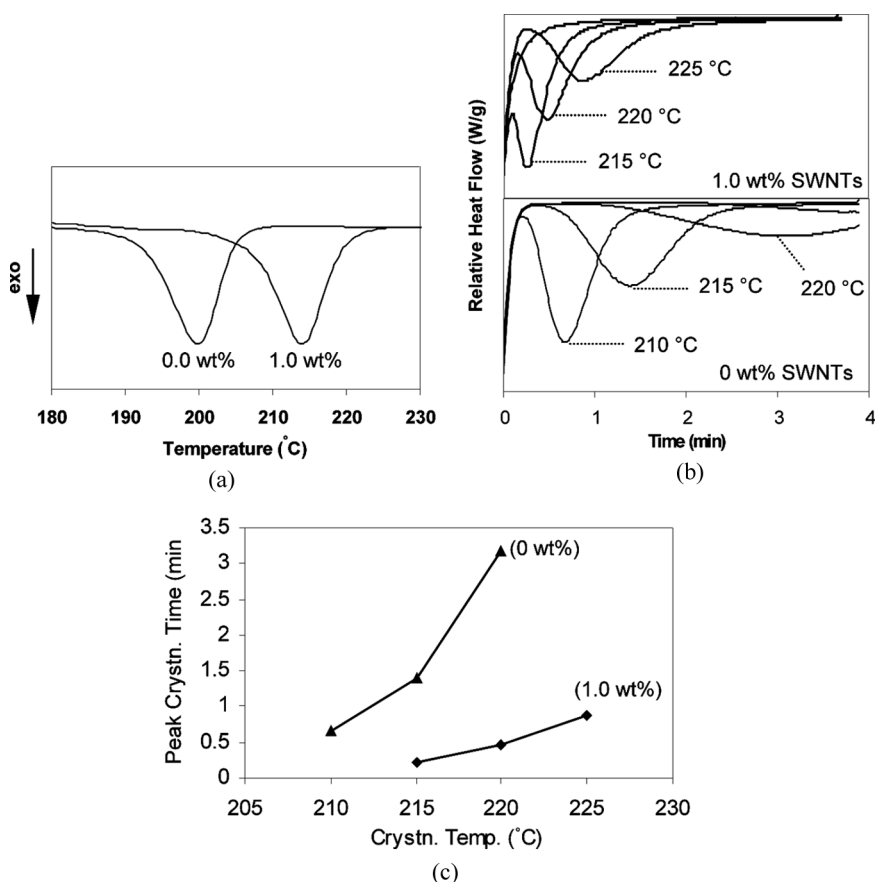 exo
0.0 wt%
1.0 wt%
180 190 200 210 220 230
Temperature (°C)
(a)
Relative Heat Flow (W/g)
225 °C
220 °C
215 °C
1.0 wt% SWNTs
215 °C
220 °C
210 °C
0 wt% SWNTs
0 1 2 3 4
Time (min)
(b)
Peak Crystn. Time (min
3.5
3
2.5
2
1.5
1
0.5
0
(0 wt%)
(1.0 wt%)
205 210 215 220 225 230
Crystn. Temp. (°C)
(c)